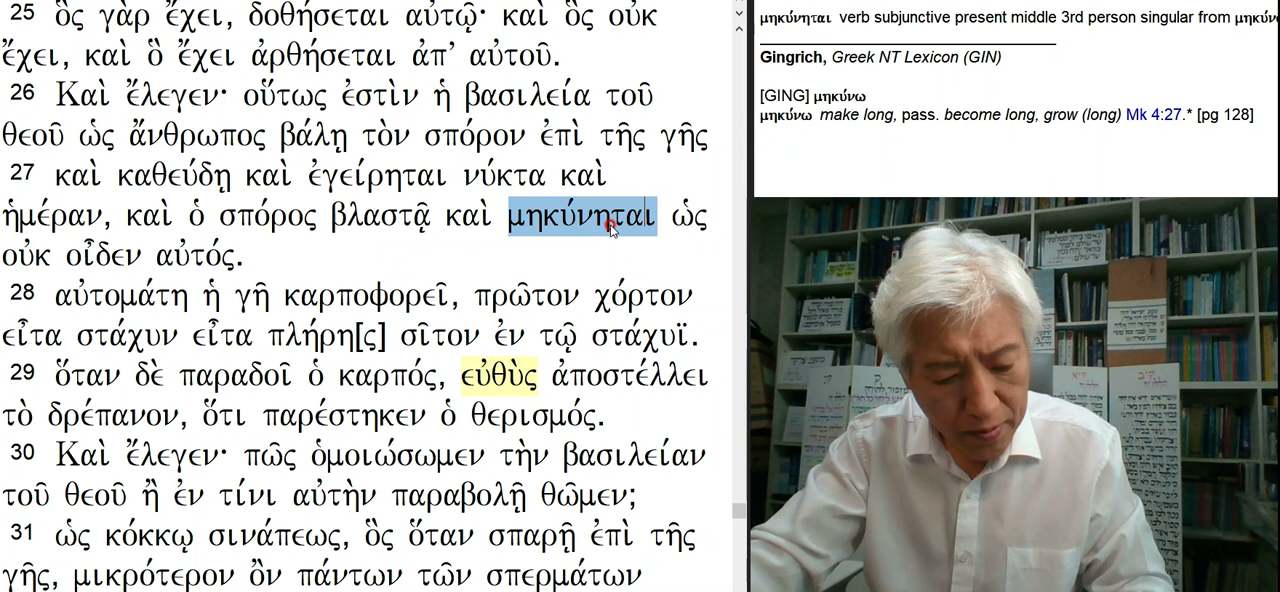 25 ὃς γὰρ ἔχει, δοθήσεται αὐτῷ· καὶ ὃς οὐκ
ἔχει, καὶ ὃ ἔχει ἀρθήσεται ἀπ’ αὐτοῦ.
26 Καὶ ἔλεγεν· οὕτως ἐστὶν ἡ βασιλεία τοῦ
θεοῦ ὡς ἄνθρωπος βάλῃ τὸν σπόρον ἐπὶ τῆς γῆς
27 καὶ καθεύδῃ καὶ ἐγείρηται νύκτα καὶ
ἡμέραν, καὶ ὁ σπόρος βλαστᾷ καὶ μηκύνηται ὡς
οὐκ οἶδεν αὐτός.
28 αὐτομάτη ἡ γῆ καρποφορεῖ, πρῶτον χόρτον
εἶτα στάχυν εἶτα πλήρη[ς] σῖτον ἐν τῷ στάχυϊ.
29 ὅταν δὲ παραδοῖ ὁ καρπός, εὐθὺς ἀποστέλλει
τὸ δρέπανον, ὅτι παρέστηκεν ὁ θερισμός.
30 Καὶ ἔλεγεν· πῶς ὁμοιώσωμεν τὴν βασιλείαν
τοῦ θεοῦ ἢ ἐν τίνι αὐτὴν παραβολῇ θῶμεν;
31 ὡς κόκκῳ σινάπεως, ὃς ὅταν σπαρῇ ἐπὶ τῆς
γῆς, μικρότερον ὂν πάντων τῶν σπερμάτων
μηκύνηται verb subjunctive present middle 3rd person singular from
Gingrich, Greek NT Lexicon (GIN)
[GING] μηκύνω
μηκύνω make long, pass. become long, grow (long) Mk 4:27.* [pg 128]